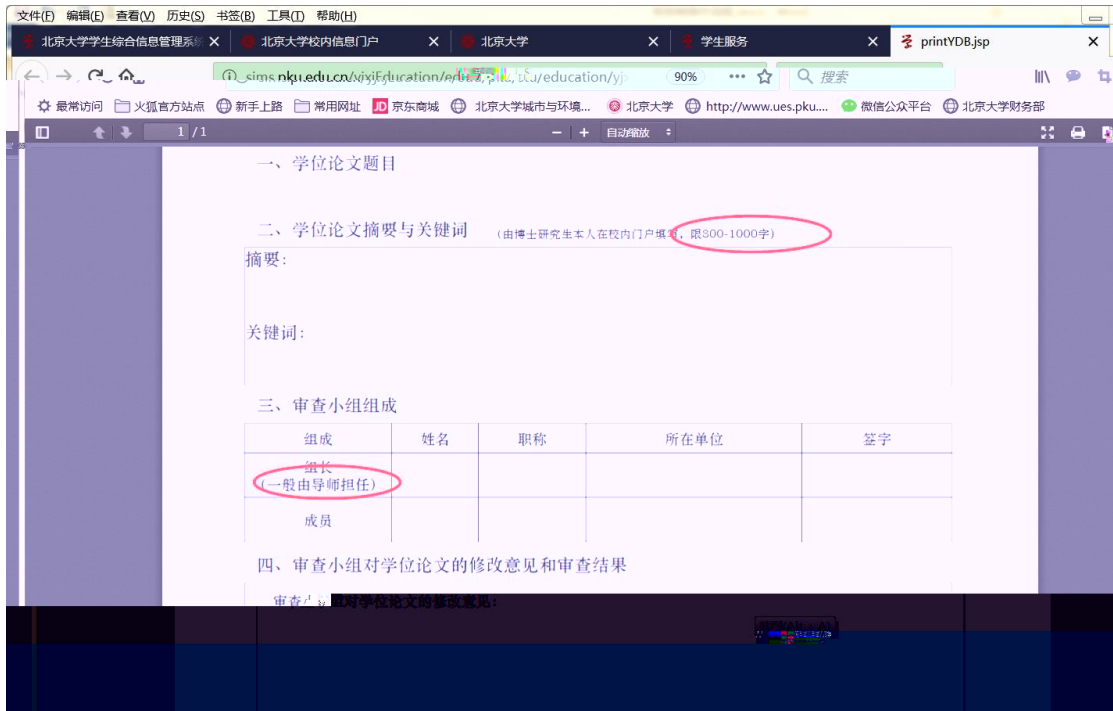 文件(F) 编辑(E) 查看(V) 历史(S) 书签(B) 工具(T) 帮助(H)
北京大学学生综合信息管理系统 北京大学校内信息门户 北京大学 学生服务 printYDB.jsp
90% 搜索
最常访问 火狐官方站点 新手上路 常用网址 JD 京东商城 北京大学城市与环境... 北京大学 http://www.ues.pku.... 微信公众平台 北京大学财务部
1 / 1 自动缩放
一、学位论文题目
二、学位论文摘要与关键词 (由博士研究生本人在校内门户填写，限800-1000字)
摘要:
关键词:
三、审查小组组成
组成 姓名 职称 所在单位 签字
组长
(一般由导师担任)
成员
四、审查小组对学位论文的修改意见和审查结果
审查小组对学位论文的修改意见: